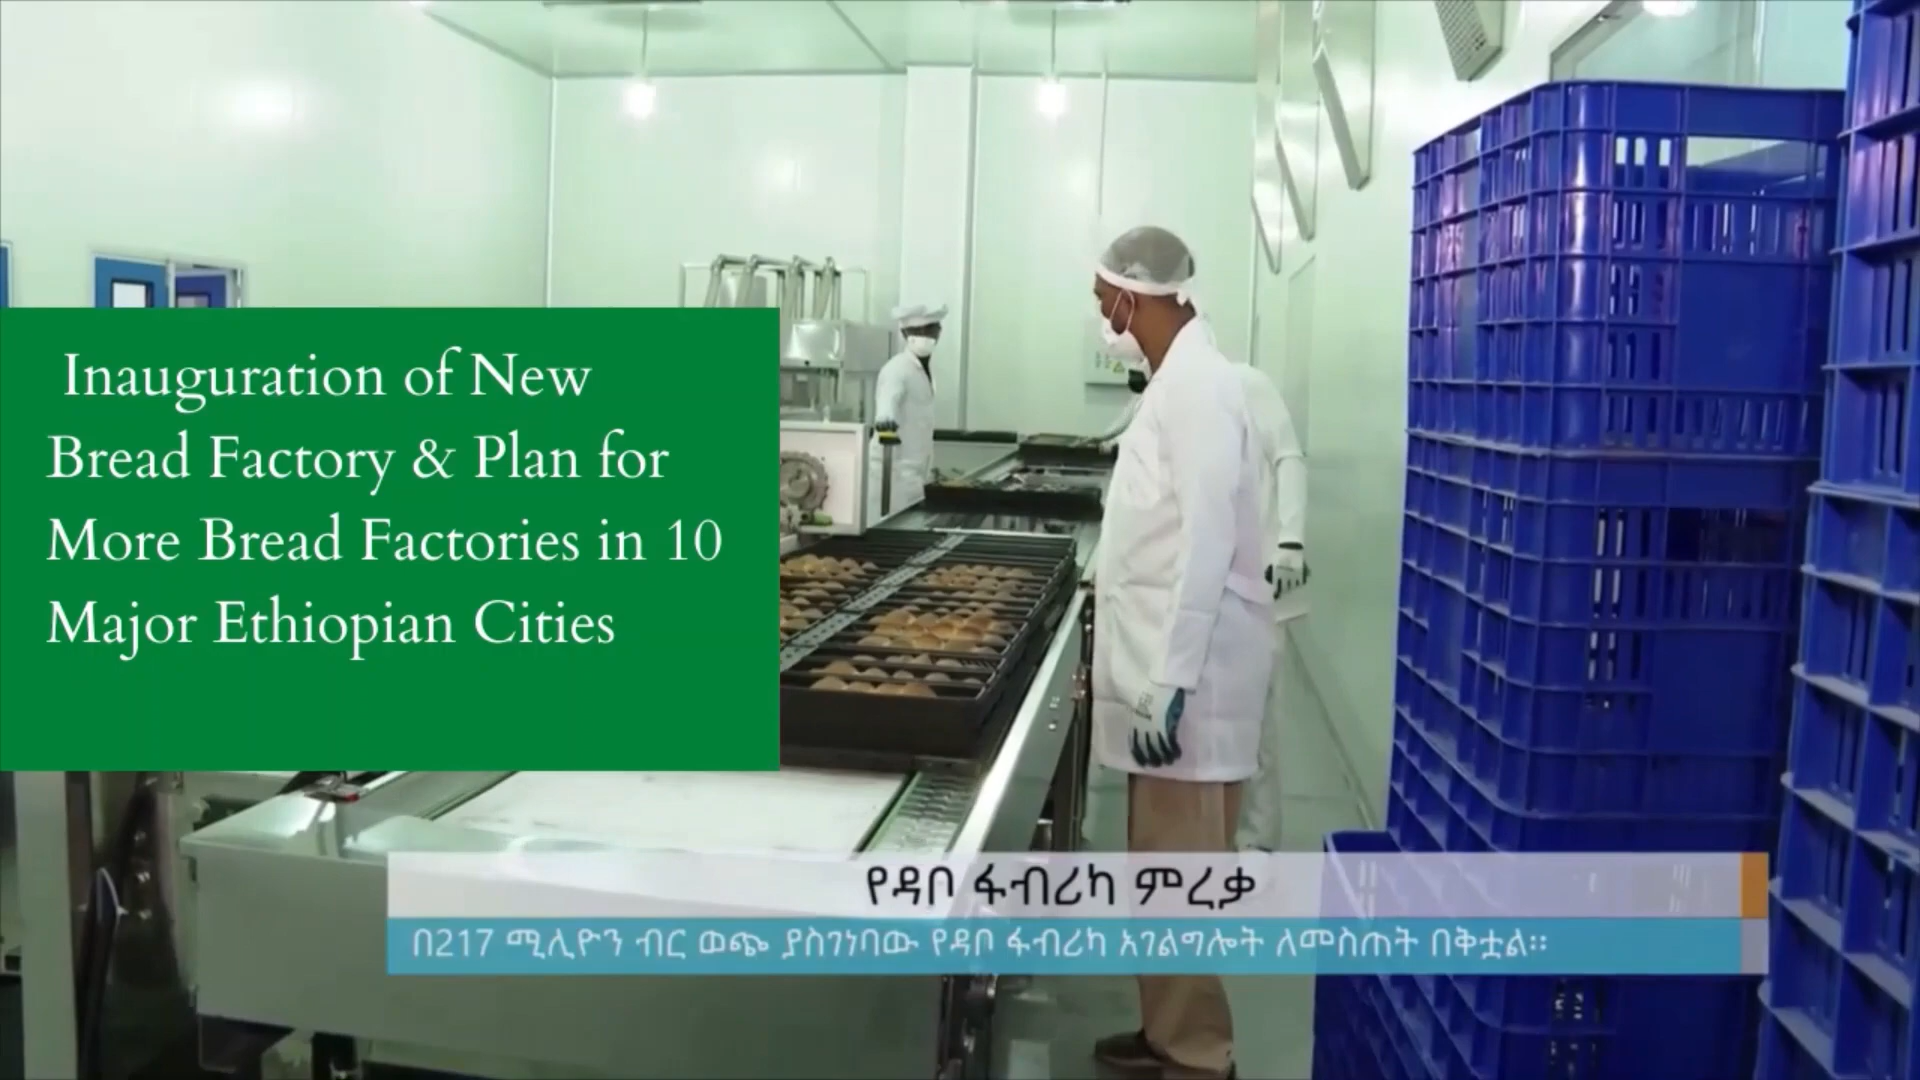 Inauguration of New
Bread Factory & Plan for
More Bread Factories in 10
Major Ethiopian Cities
የዳቦ ፋብሪካ ምረቃ
በ217 ሚሊዮን ብር ወጭ ያስገነባው የዳቦ ፋብሪካ አገልግሎት ለመስጠት በቅቷል።